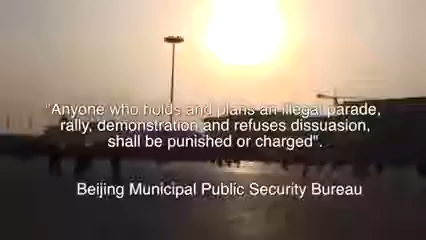 "Anyone who holds and plans an illegal parade,
rally, demonstration and refuses dissuasion,
shall be punished or charged".
Beijing Municipal Public Security Bureau